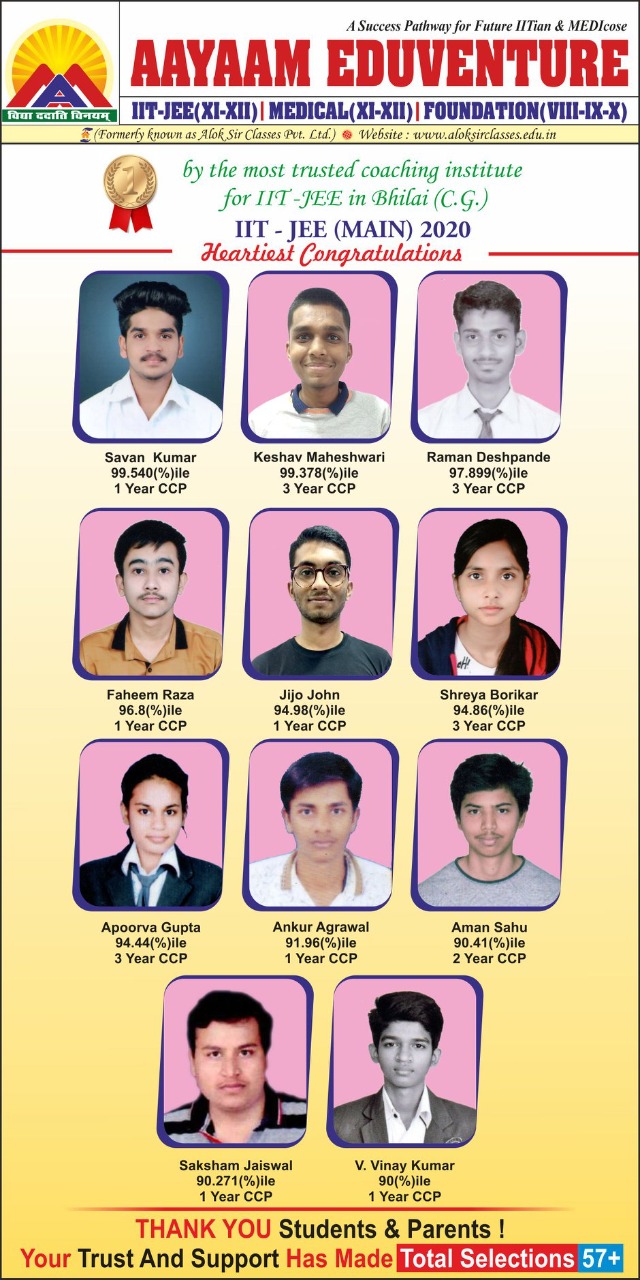 A Success Pathway for Future IITian & MEDIcose
AAYAAM EDUVENTURE
विद्या ददाति विनयम्
IIT-JEE(XI-XII)| MEDICAL(XI-XII)| FOUNDATION(VIII-IX-X)
(Formerly known as Alok Sir Classes Pvt. Ltd.) Website : www.aloksirclasses.edu.in
1
by the most trusted coaching institute
for IIT -JEE in Bhilai (C.G.)
IIT - JEE (MAIN) 2020
Heartiest Congratulations
Savan Kumar
99.540(%)ile
1 Year CCP
Keshav Maheshwari
99.378(%)ile
3 Year CCP
Raman Deshpande
97.899(%)ile
3 Year CCP
Faheem Raza
96.8(%)ile
1 Year CCP
Jijo John
94.98(%)ile
1 Year CCP
eH!
Shreya Borikar
94.86(%)ile
3 Year CCP
Apoorva Gupta
94.44(%)ile
3 Year CCP
Ankur Agrawal
91.96(%)ile
1 Year CCP
Aman Sahu
90.41(%)ile
2 Year CCP
Saksham Jaiswal
90.271(%)ile
1 Year CCP
V. Vinay Kumar
90(%)ile
1 Year CCP
THANK YOU Students & Parents !
Your Trust And Support Has Made Total Selections 57+